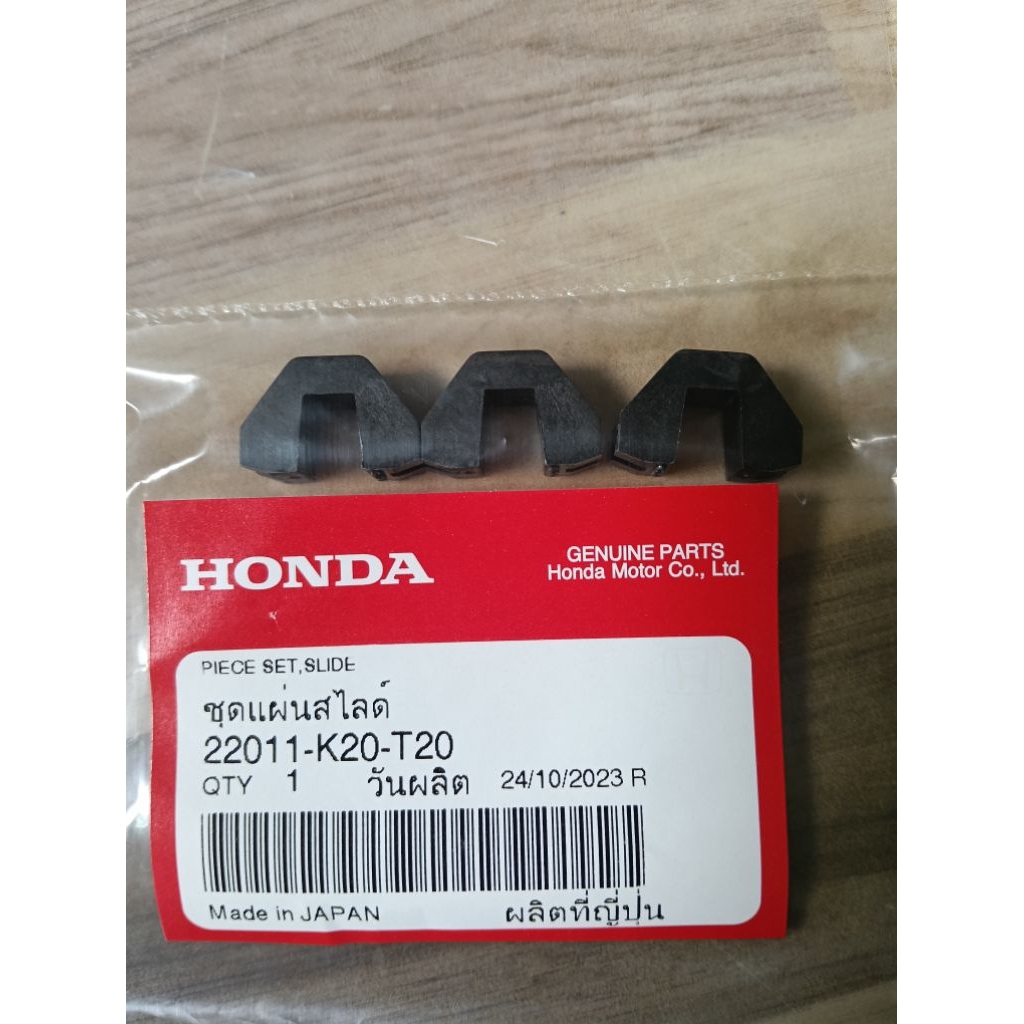 HONDA
GENUINE PARTS
Honda Motor Co., Ltd.
PIECE SET,SLIDE
ชุดแผ่นสไลด์
22011-K20-T20
QTY 1 วันผลิต 24/10/2023 R
Made in JAPAN ผลิตที่ญี่ปุ่น